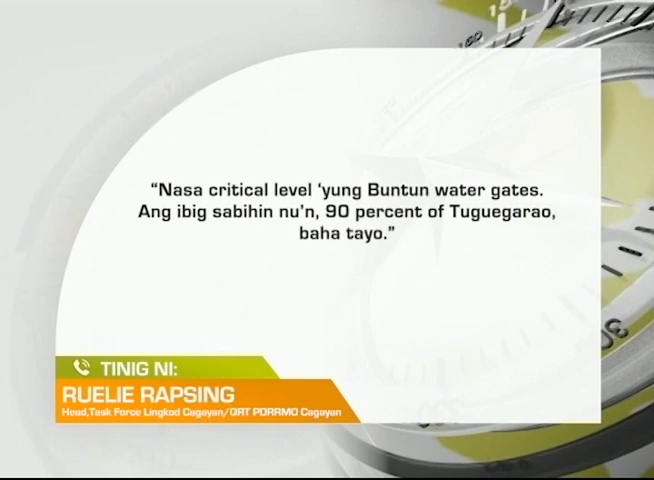 “Nasa critical level ‘yung Buntun water gates.
Ang ibig sabihin nu’n, 90 percent of Tuguegarao,
baha tayo.”
TINIG NI:
RUELIE RAPSING
Head,Task Force Lingkod Cagayan/QRT PDRRMO Cagayan
30